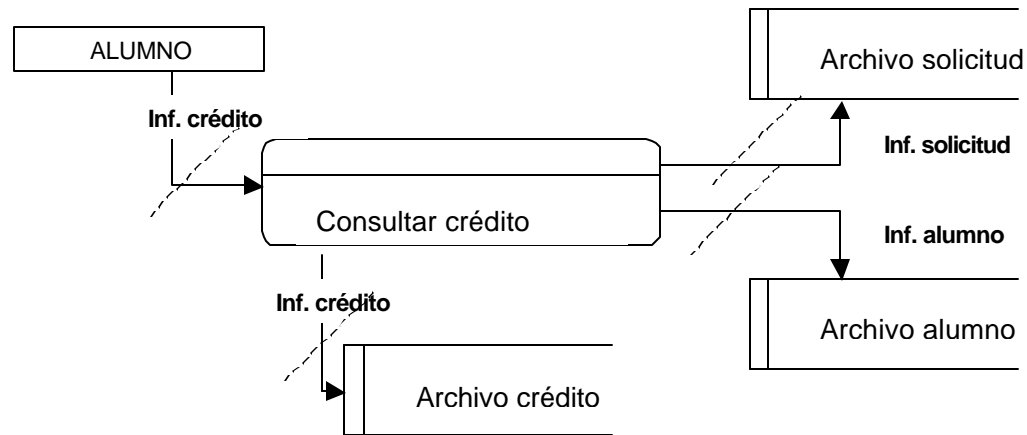 ALUMNO
Archivo solicitud
Inf. crédito
Inf. solicitud
Consultar crédito
Inf. alumno
Inf. crédito
Archivo alumno
Archivo crédito